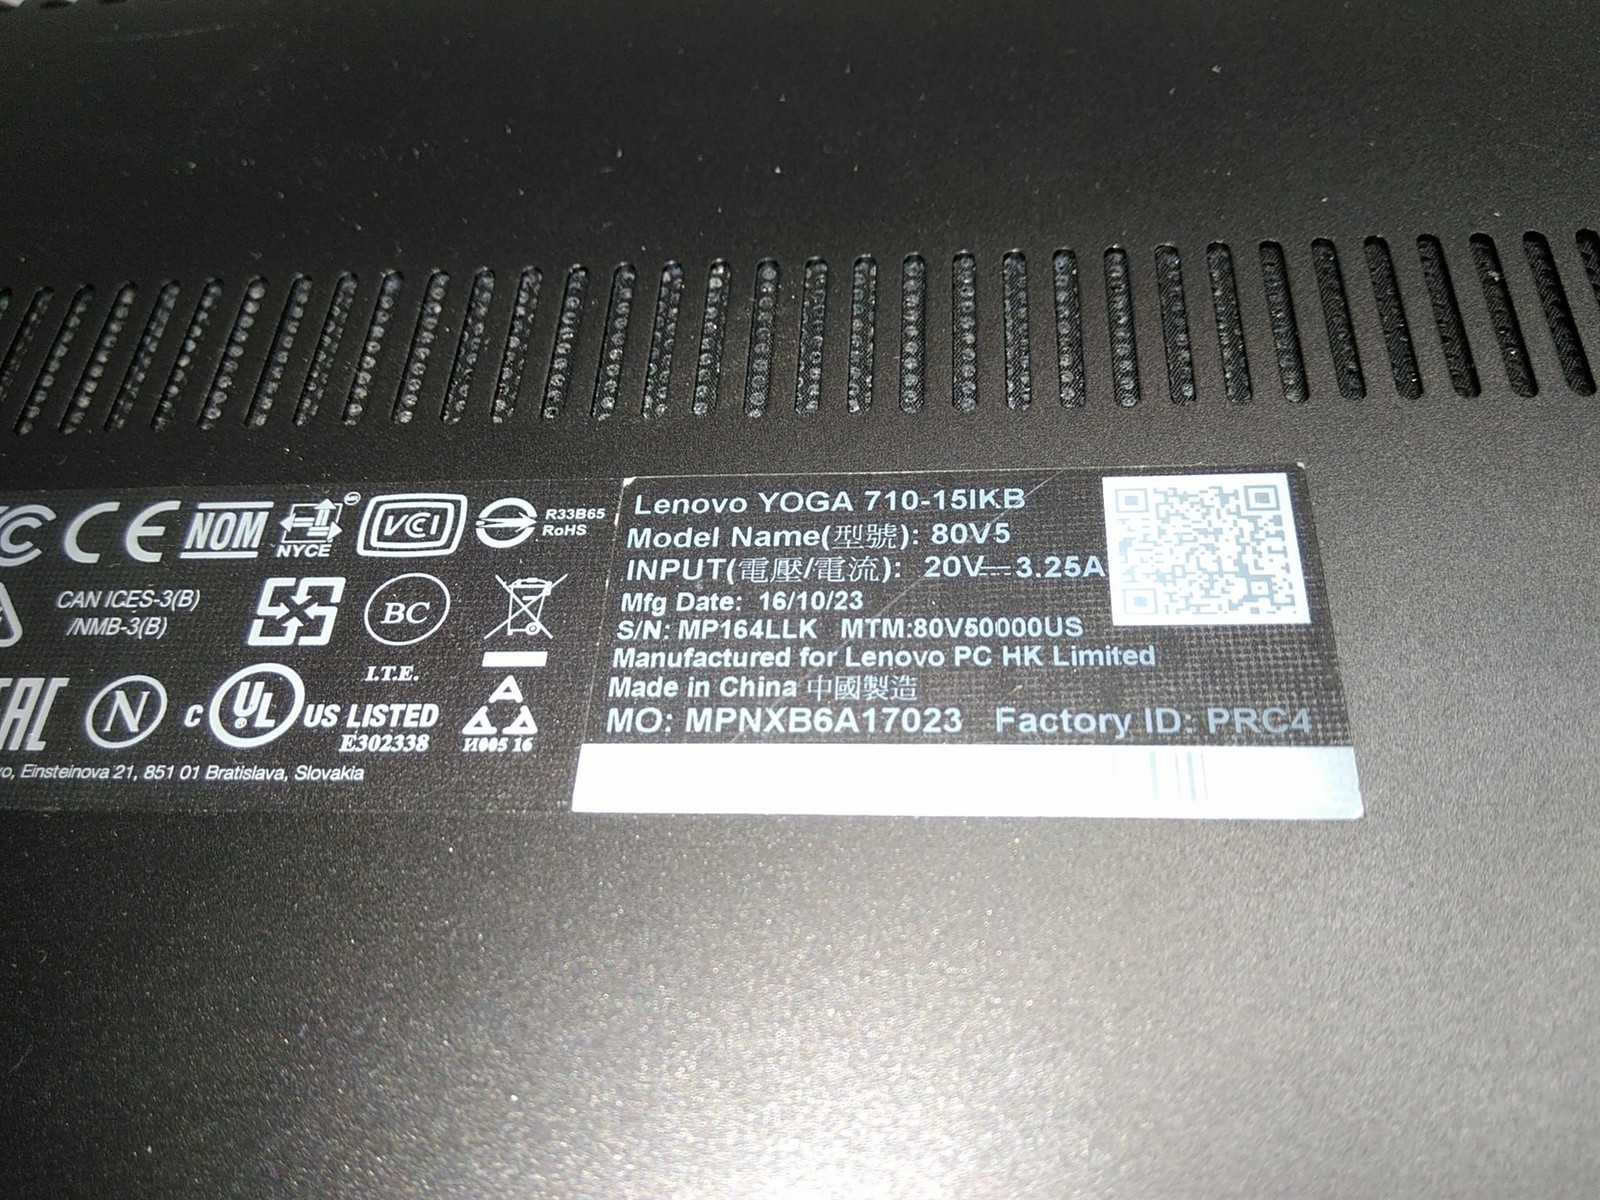 CE
NOM
NYCE
R33B65
RoHS
CAN ICES-3(B)
/NMB-3(B)
BC
I.T.E.
N
C UL US LISTED
E302338
И005 16
Einsteinova 21, 851 01 Bratislava, Slovakia
Lenovo YOGA 710-15IKB
Model Name(型號): 80V5
INPUT(電壓/電流): 20V⎓3.25A
Mfg Date: 16/10/23
S/N: MP164LLK MTM:80V50000US
Manufactured for Lenovo PC HK Limited
Made in China 中國製造
MO: MPNXB6A17023 Factory ID: PRC4